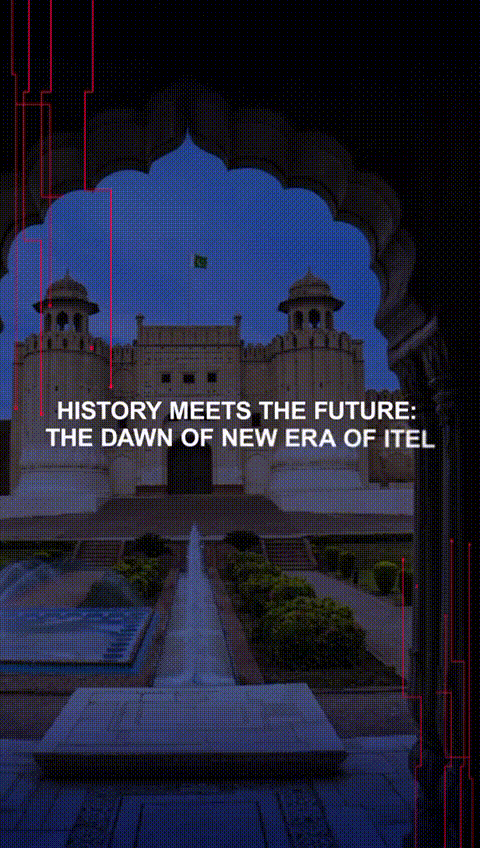 HISTORY MEETS THE FUTURE:
THE DAWN OF NEW ERA OF ITEL